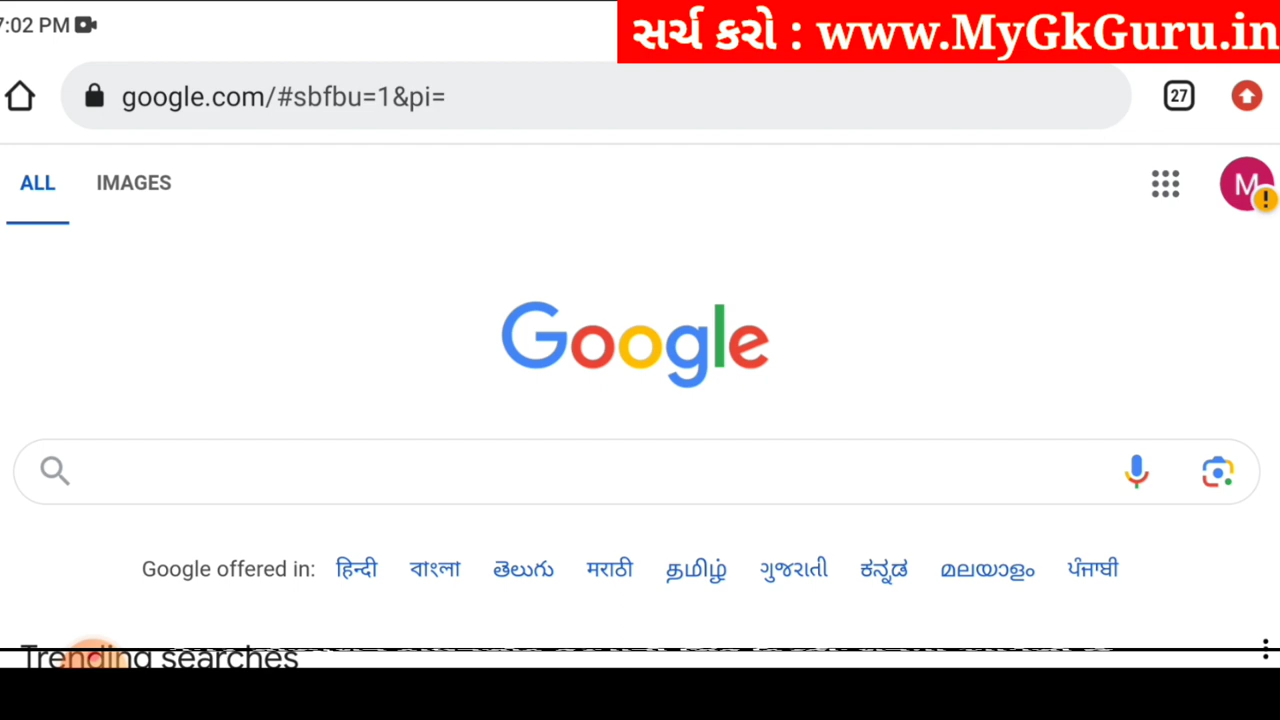 7:02 PM
સર્ચ કરો : www.MyGkGuru.in
google.com/#sbfbu=1&pi=
27
ALL IMAGES
M
Google
Google offered in: हिन्दी বাংলা తెలుగు मराठी தமிழ் ગુજરાતી ಕನ್ನಡ മലയാളം ਪੰਜਾਬੀ
Trending searches